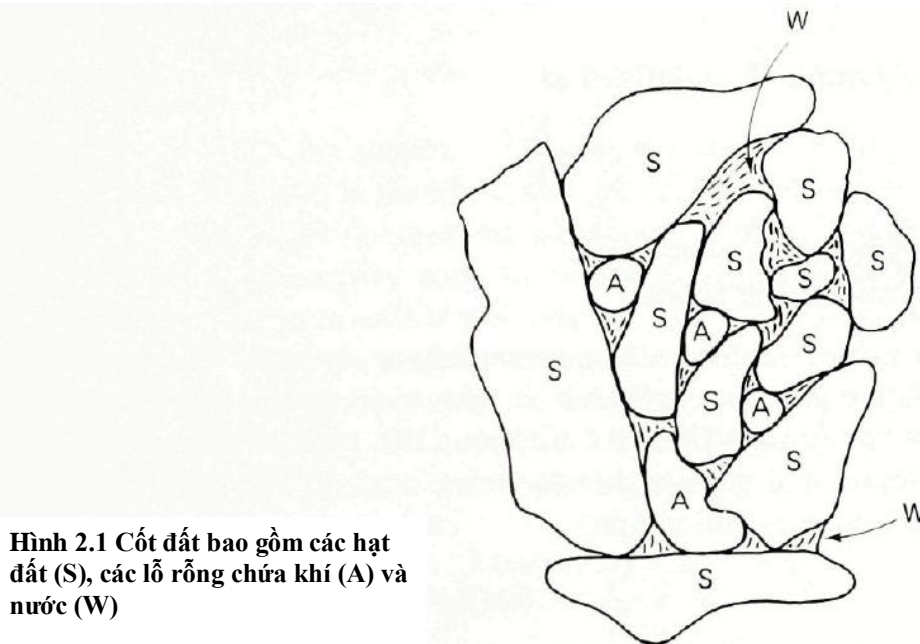 W
S
S
S
S
A
S
S
A
S
S
S
A
S
A
W
S
Hình 2.1 Cốt đất bao gồm các hạt
đất (S), các lỗ rỗng chứa khí (A) và
nước (W)